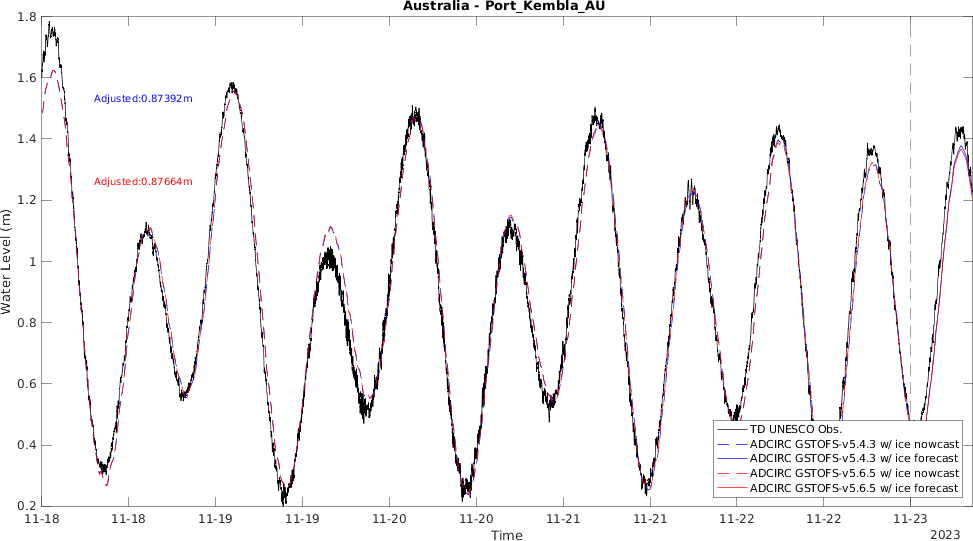 Australia - Port_Kembla_AU
1.8
1.6
1.4
1.2
1
0.8
0.6
0.4
0.2
Water Level (m)
Adjusted:0.87392m
Adjusted:0.87664m
TD UNESCO Obs.
ADCIRC GSTOFS-v5.4.3 w/ ice nowcast
ADCIRC GSTOFS-v5.4.3 w/ ice forecast
ADCIRC GSTOFS-v5.6.5 w/ ice nowcast
ADCIRC GSTOFS-v5.6.5 w/ ice forecast
11-18 11-18 11-19 11-19 11-20 11-20 11-21 11-21 11-22 11-22 11-23
2023
Time